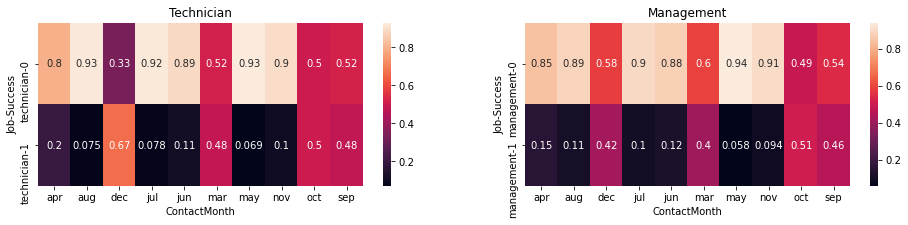 Technician
Job-Success
technician-0
technician-1
0.8 0.93 0.33 0.92 0.89 0.52 0.93 0.9 0.5 0.52
0.2 0.075 0.67 0.078 0.11 0.48 0.069 0.1 0.5 0.48
apr aug dec jul jun mar may nov oct sep
ContactMonth
0.8
0.6
0.4
0.2
Management
Job-Success
management-0
management-1
0.85 0.89 0.58 0.9 0.88 0.6 0.94 0.91 0.49 0.54
0.15 0.11 0.42 0.1 0.12 0.4 0.058 0.094 0.51 0.46
apr aug dec jul jun mar may nov oct sep
ContactMonth
0.8
0.6
0.4
0.2